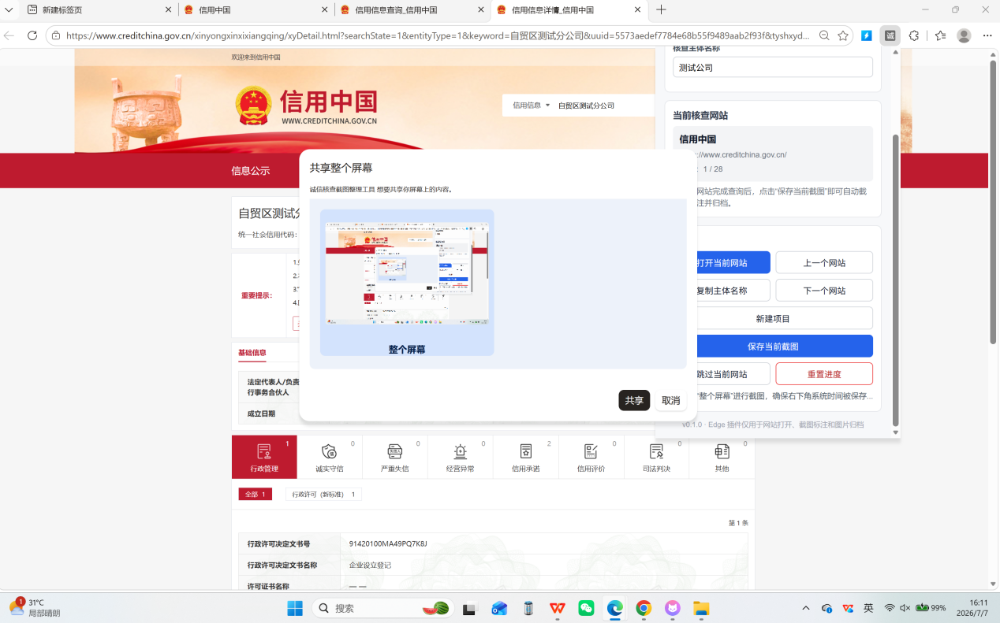 新建标签页
信用中国
信用信息查询_信用中国
信用信息详情_信用中国
https://www.creditchina.gov.cn/xinyongxinxixiangqing/xyDetail.html?searchState=1&entityType=1&keyword=自贸区测试分公司&uuid=5573aedef7784e68b55f9489aab2f93f&tyshxyd...
诚
欢迎来到信用中国
信用中国
WWW.CREDITCHINA.GOV.CN
信用信息
自贸区测试分公司
信息公示
核查主体名称
测试公司
当前核查网站
信用中国
://www.creditchina.gov.cn/
: 1 / 28
网站完成查询后，点击“保存当前截图”即可自动截
注并归档。
打开当前网站
上一个网站
复制主体名称
下一个网站
新建项目
保存当前截图
跳过当前网站
重置进度
“整个屏幕”进行截图，确保右下角系统时间被保存...
v0.1.0 · Edge 插件仅用于网站打开、截图标注和图片归档
共享整个屏幕
诚信核查截图整理工具 想要共享你屏幕上的内容。
整个屏幕
共享
取消
自贸区测试分
统一社会信用代码：
重要提示：
1.
2.
3.
4.
基础信息
法定代表人/负责
行事务合伙人
成立日期
行政管理 1
诚实守信 0
严重失信 0
经营异常 0
信用承诺 2
信用评价 0
司法判决 0
其他 0
全部 1
行政许可（新标准） 1
第 1 条
行政许可决定文书号
91420100MA49PQ7K8J
行政许可决定文书名称
企业设立登记
许可证书名称
— —
1
31°C
局部晴朗
搜索
英
99%
16:11
2026/7/7